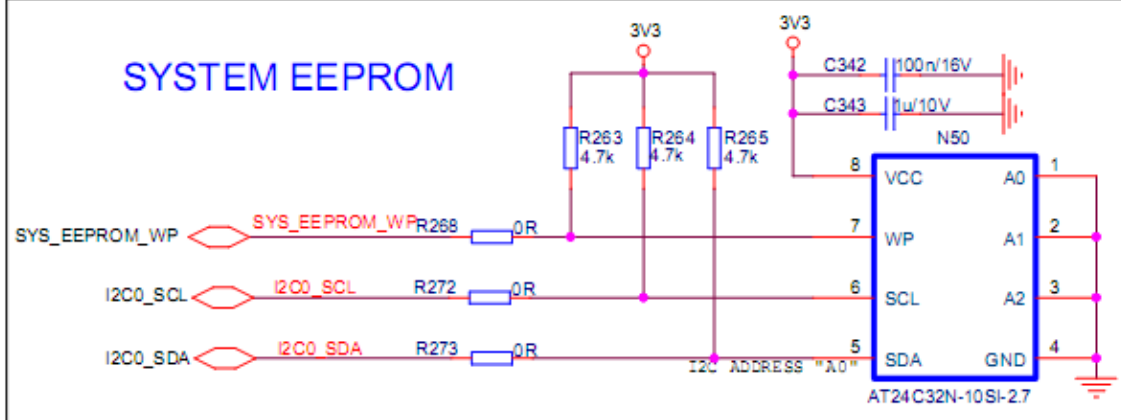 SYSTEM EEPROM
3V3
3V3
C342 100n/16V
C343 1u/10V
N50
R263
4.7k
R264
4.7k
R265
4.7k
8 VCC A0 1
SYS_EEPROM_WP SYS_EEPROM_WP R268 0R 7 WP A1 2
I2C0_SCL I2C0_SCL R272 0R 6 SCL A2 3
I2C0_SDA I2C0_SDA R273 0R 5 SDA GND 4
I2C ADDRESS "A0"
AT24C32N-10SI-2.7